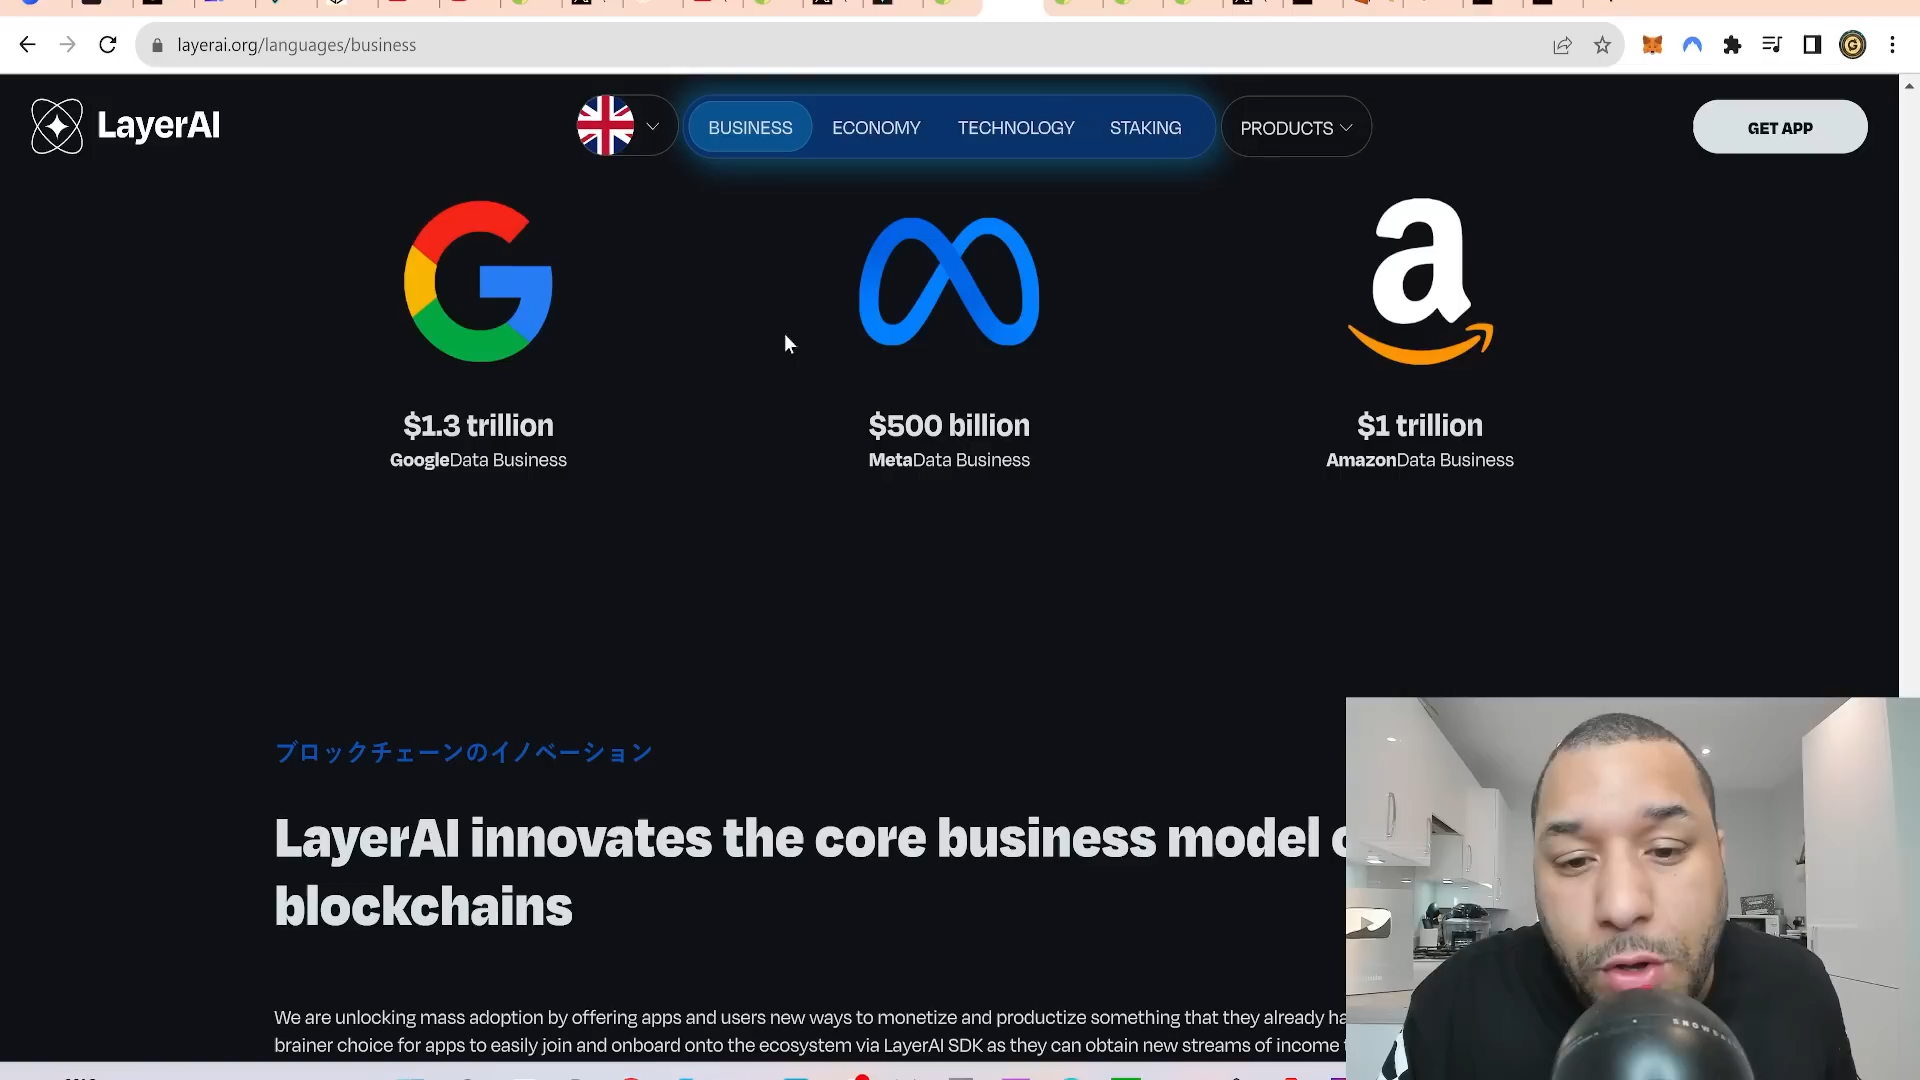 layerai.org/languages/business
LayerAI
BUSINESS
ECONOMY
TECHNOLOGY
STAKING
PRODUCTS
GET APP
$1.3 trillion
GoogleData Business
$500 billion
MetaData Business
$1 trillion
AmazonData Business
ブロックチェーンのイノベーション
LayerAI innovates the core business model
blockchains
We are unlocking mass adoption by offering apps and users new ways to monetize and productize something that they already
brainer choice for apps to easily join and onboard onto the ecosystem via LayerAI SDK as they can obtain new streams of income